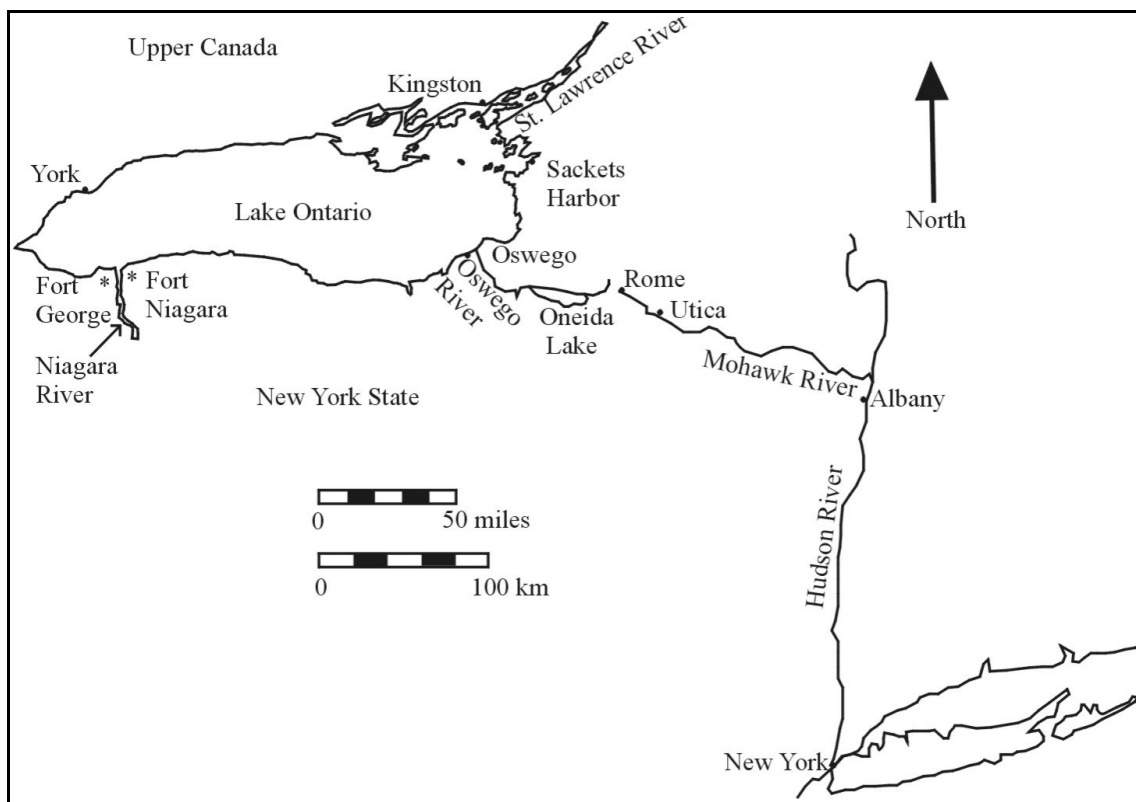 Upper Canada
Kingston
St. Lawrence River
York
Sackets
Harbor
Lake Ontario
North
Oswego
Fort
George
*
*
Fort
Niagara
Oswego
River
Rome
Utica
Oneida
Lake
Niagara
River
Mohawk River
Albany
New York State
0
50 miles
0
100 km
Hudson River
New York